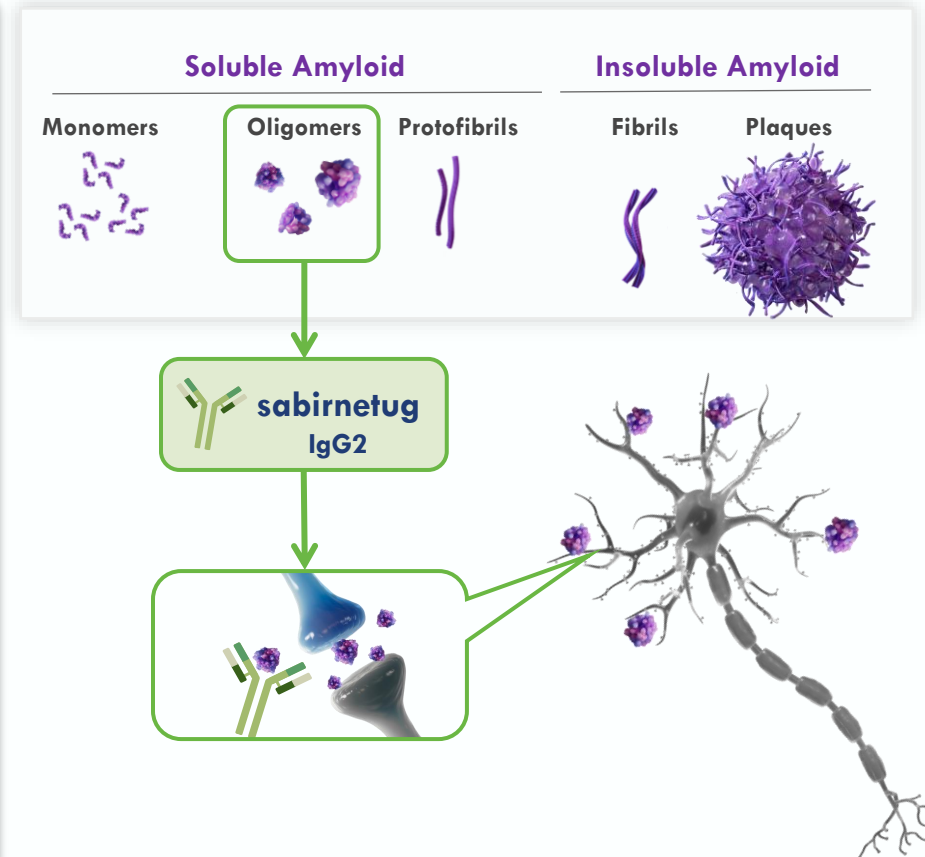 Soluble Amyloid
Insoluble Amyloid
Monomers
Oligomers
Protofibrils
Fibrils
Plaques
sabirnetug
IgG2